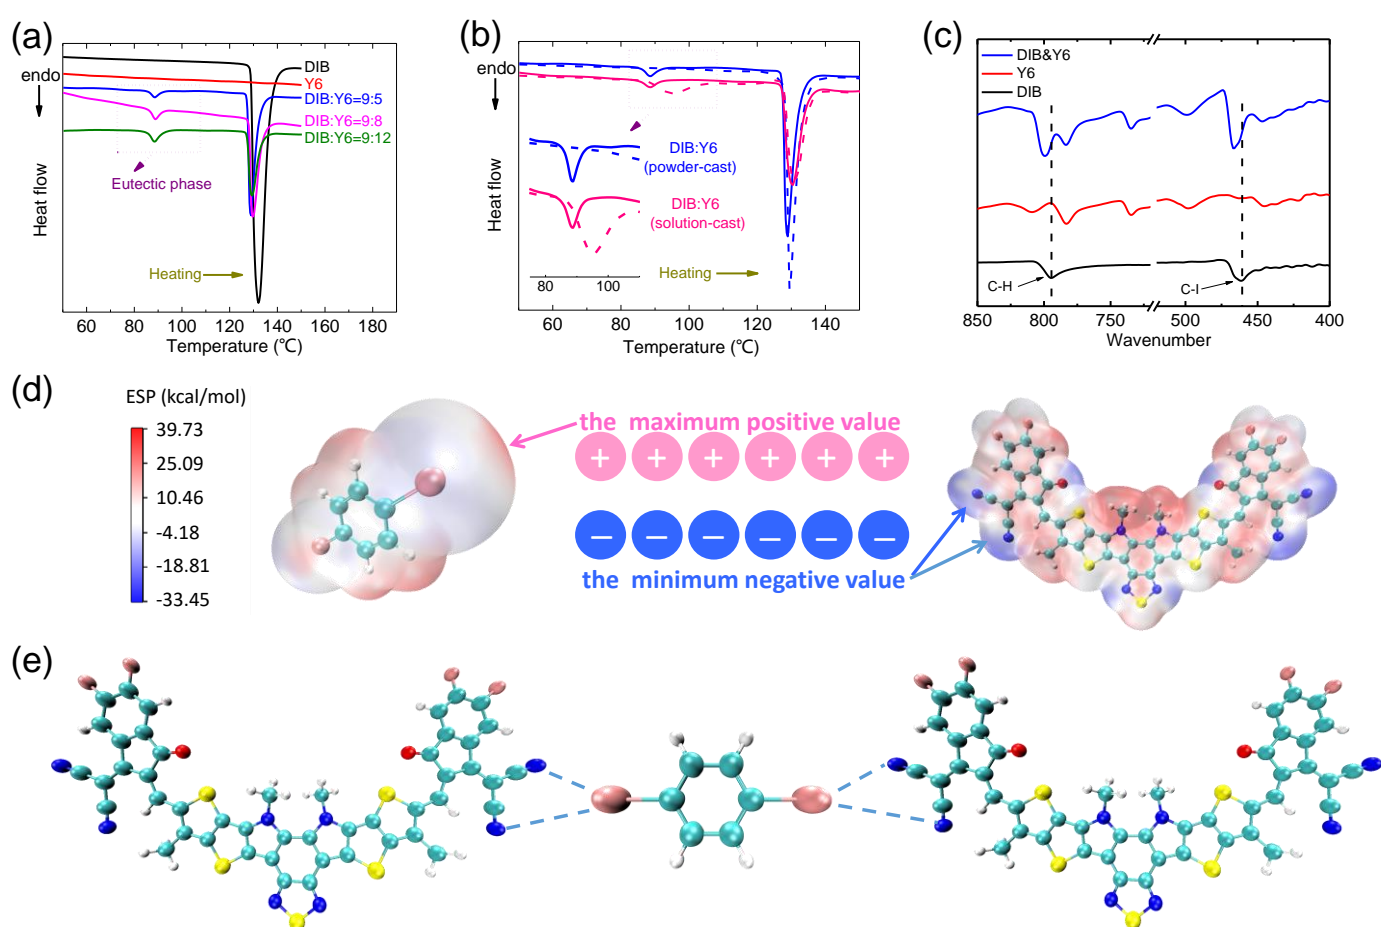 (a)
endo
Heat flow
DIB
Y6
DIB:Y6=9:5
DIB:Y6=9:8
DIB:Y6=9:12
Eutectic phase
Heating
60 80 100 120 140 160 180
Temperature (℃)
(b)
endo
Heat flow
DIB:Y6
(powder-cast)
DIB:Y6
(solution-cast)
80 100
Heating
60 80 100 120 140
Temperature (℃)
(c)
DIB&Y6
Y6
DIB
C-H
C-I
850 800 750 500 450 400
Wavenumber
(d)
ESP (kcal/mol)
39.73
25.09
10.46
-4.18
-18.81
-33.45
the maximum positive value
+ + + + + +
− − − − − −
the minimum negative value
(e)